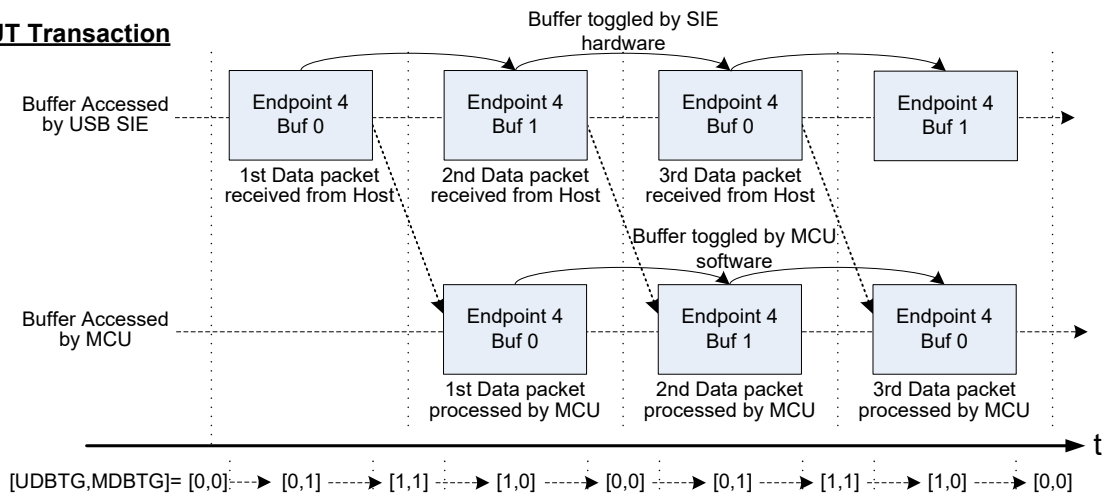 UT Transaction
Buffer toggled by SIE
hardware
Buffer Accessed
by USB SIE
Endpoint 4
Buf 0
Endpoint 4
Buf 1
Endpoint 4
Buf 0
Endpoint 4
Buf 1
1st Data packet
received from Host
2nd Data packet
received from Host
3rd Data packet
received from Host
Buffer toggled by MCU
software
Buffer Accessed
by MCU
Endpoint 4
Buf 0
Endpoint 4
Buf 1
Endpoint 4
Buf 0
1st Data packet
processed by MCU
2nd Data packet
processed by MCU
3rd Data packet
processed by MCU
t
[UDBTG,MDBTG]= [0,0] [0,1] [1,1] [1,0] [0,0] [0,1] [1,1] [1,0] [0,0]